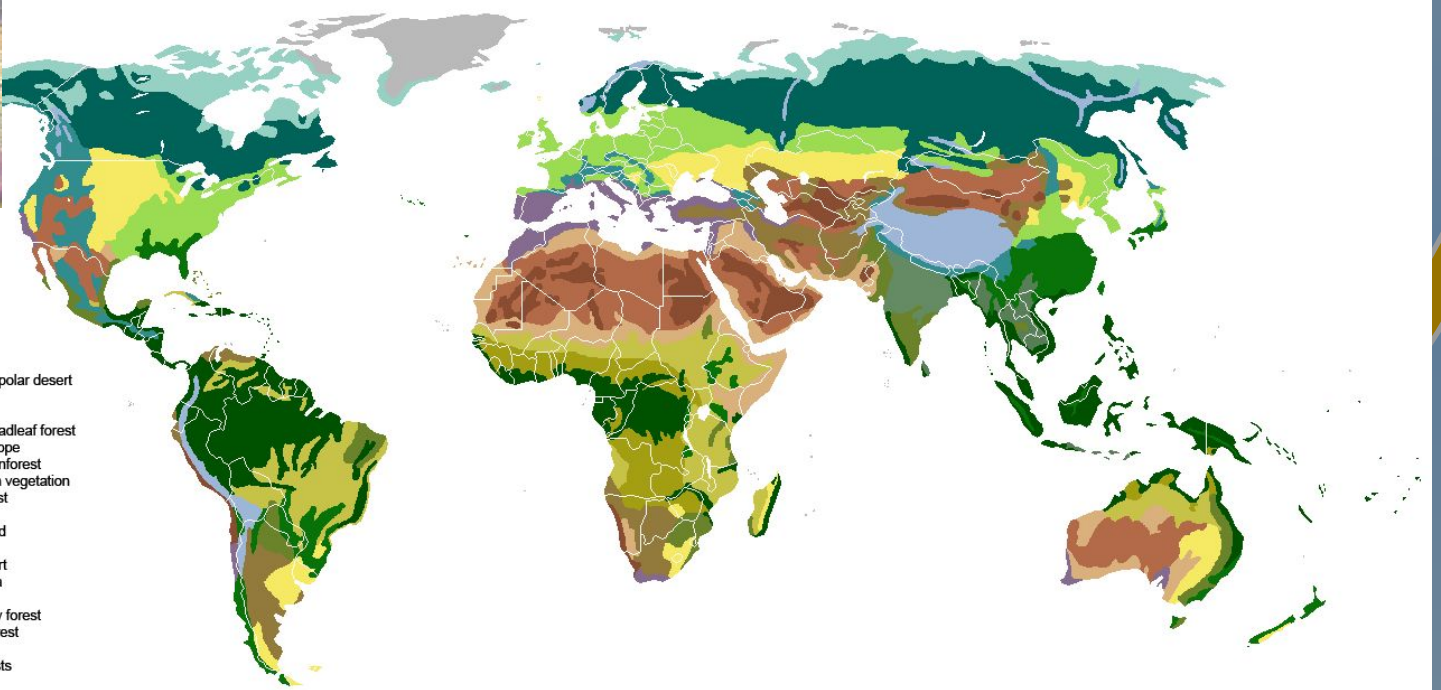 polar desert
adleaf forest
ope
nforest
vegetation
st
d
rt
n
forest
est
ts